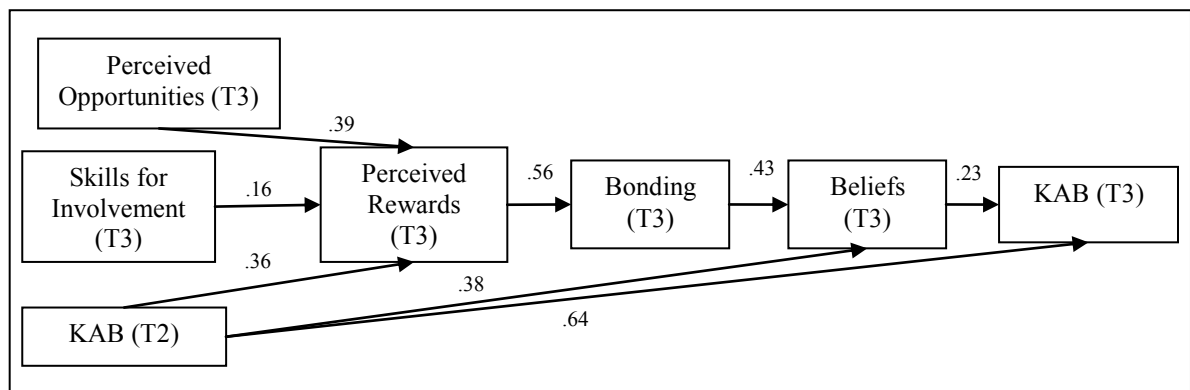 Perceived
Opportunities (T3)
.39
Skills for
Involvement
(T3)
.16
Perceived
Rewards
(T3)
.56
Bonding
(T3)
.43
Beliefs
(T3)
.23
KAB (T3)
.36
.38
.64
KAB (T2)